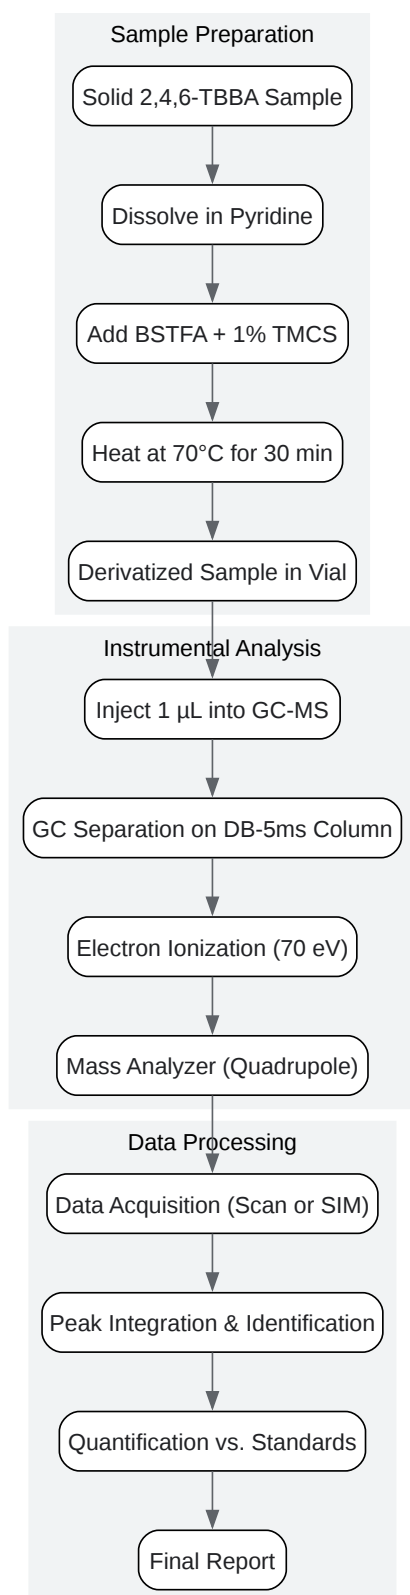 Sample Preparation
Solid 2,4,6-TBBA Sample
Dissolve in Pyridine
Add BSTFA + 1% TMCS
Heat at 70°C for 30 min
Derivatized Sample in Vial
Instrumental Analysis
Inject 1 µL into GC-MS
GC Separation on DB-5ms Column
Electron Ionization (70 eV)
Mass Analyzer (Quadrupole)
Data Processing
Data Acquisition (Scan or SIM)
Peak Integration & Identification
Quantification vs. Standards
Final Report